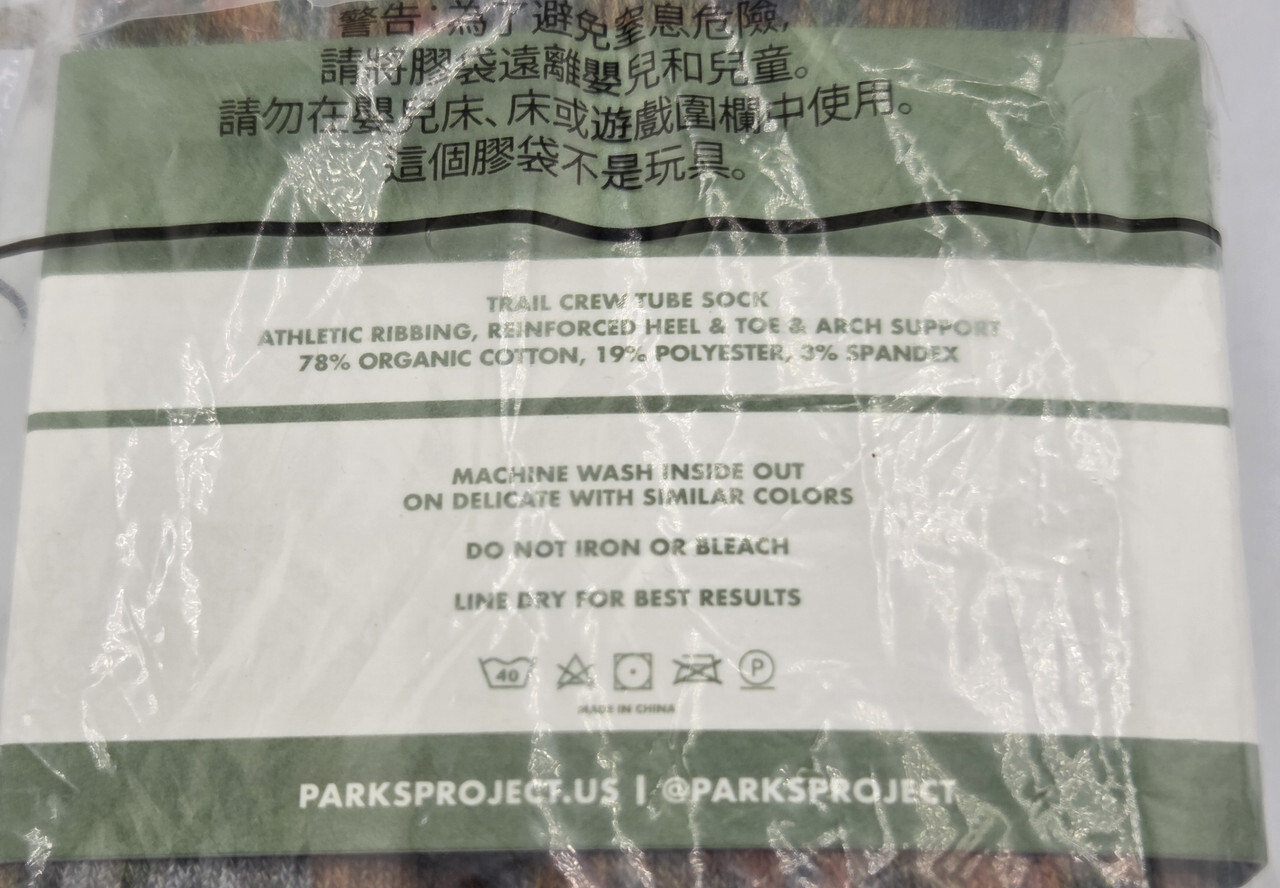 警告:為了避免窒息危險,
請將膠袋遠離嬰兒和兒童。
請勿在嬰兒床、床或遊戲圍欄中使用。
這個膠袋不是玩具。
TRAIL CREW TUBE SOCK
ATHLETIC RIBBING, REINFORCED HEEL & TOE & ARCH SUPPORT
78% ORGANIC COTTON, 19% POLYESTER, 3% SPANDEX
MACHINE WASH INSIDE OUT
ON DELICATE WITH SIMILAR COLORS
DO NOT IRON OR BLEACH
LINE DRY FOR BEST RESULTS
40 P
MADE IN CHINA
PARKSPROJECT.US | @PARKSPROJECT